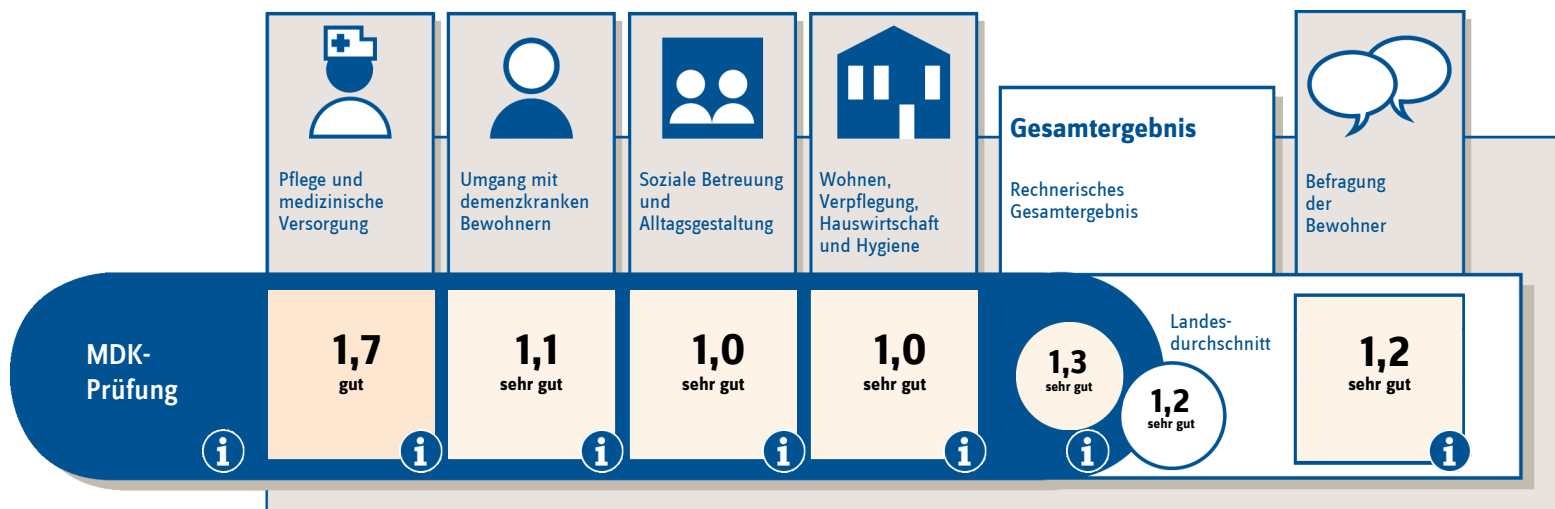 Pflege und
medizinische
Versorgung
Umgang mit
demenzkranken
Bewohnern
Soziale Betreuung
und
Alltagsgestaltung
Wohnen,
Verpflegung,
Hauswirtschaft
und Hygiene
Gesamtergebnis
Rechnerisches
Gesamtergebnis
Befragung
der
Bewohner
MDK-
Prüfung
i
1,7
gut
i
1,1
sehr gut
i
1,0
sehr gut
i
1,0
sehr gut
i
1,3
sehr gut
i
Landes-
durchschnitt
1,2
sehr gut
1,2
sehr gut
i